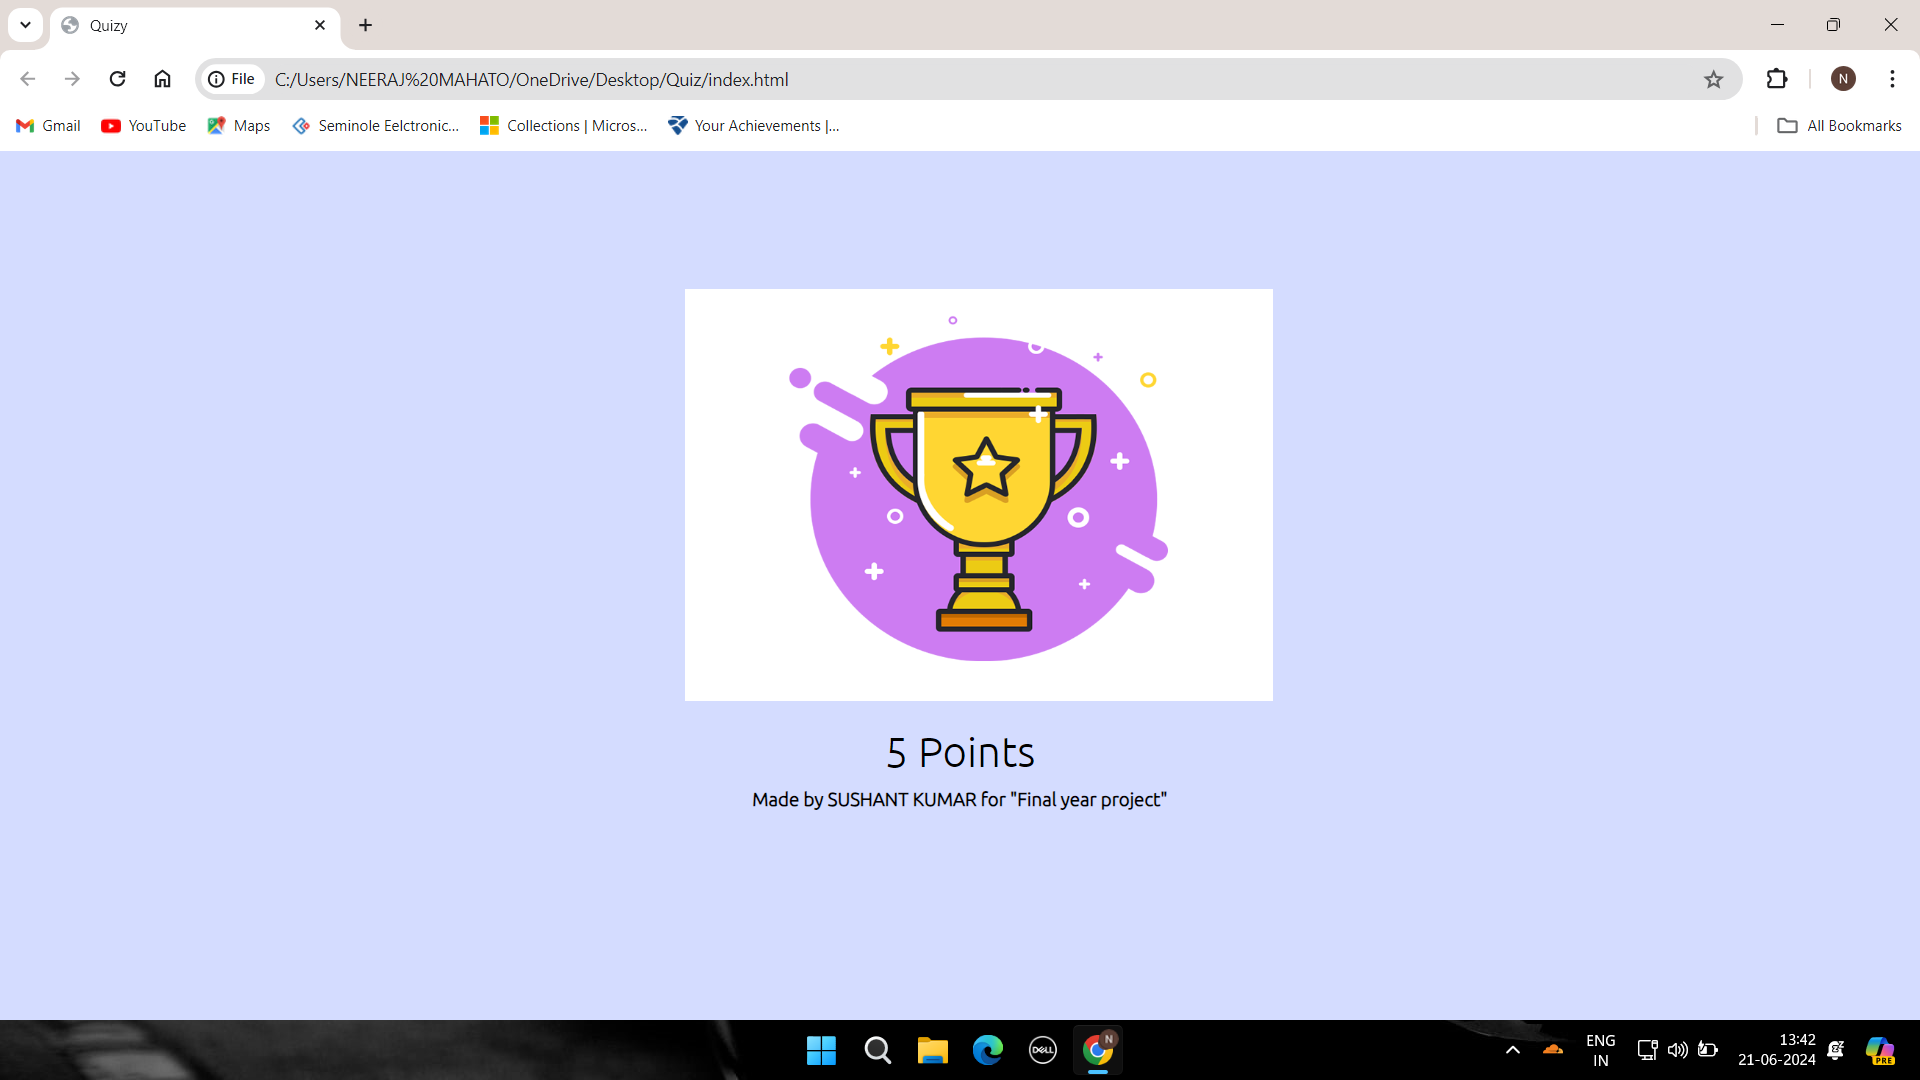 Quizy
File
C:/Users/NEERAJ%20MAHATO/OneDrive/Desktop/Quiz/index.html
N
Gmail
YouTube
Maps
Seminole Eelctronic...
Collections | Micros...
Your Achievements |...
All Bookmarks
5 Points
Made by SUSHANT KUMAR for "Final year project"
DELL
N
ENG
IN
13:42
21-06-2024
PRE